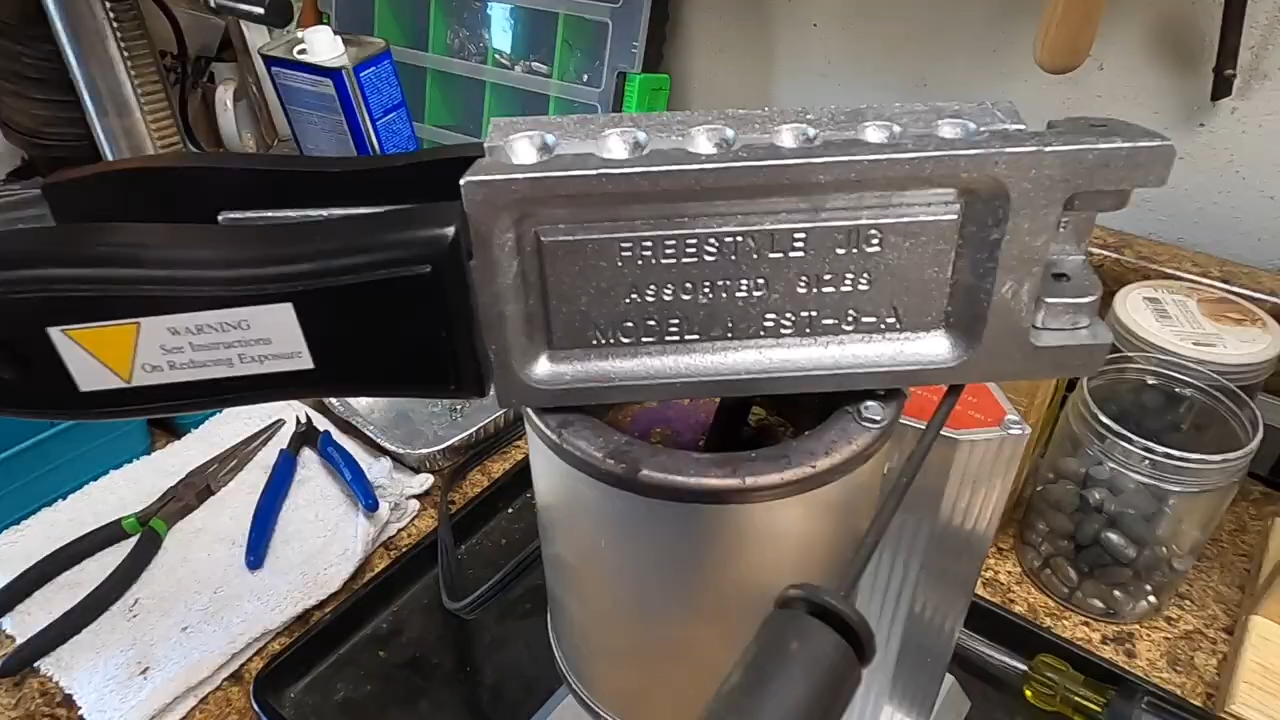 FREESTYLE JIG
ASSORTED SIZES
MODEL FST-6-A
WARNING
See Instructions
On Reducing Exposure